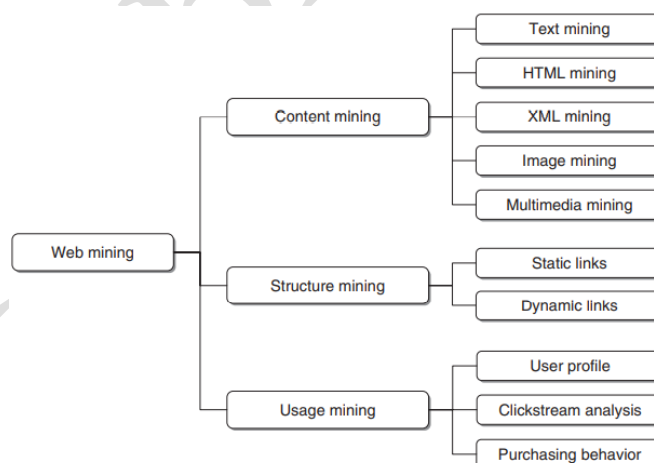 Text mining
HTML mining
Content mining
XML mining
Image mining
Multimedia mining
Web mining
Static links
Structure mining
Dynamic links
User profile
Usage mining
Clickstream analysis
Purchasing behavior